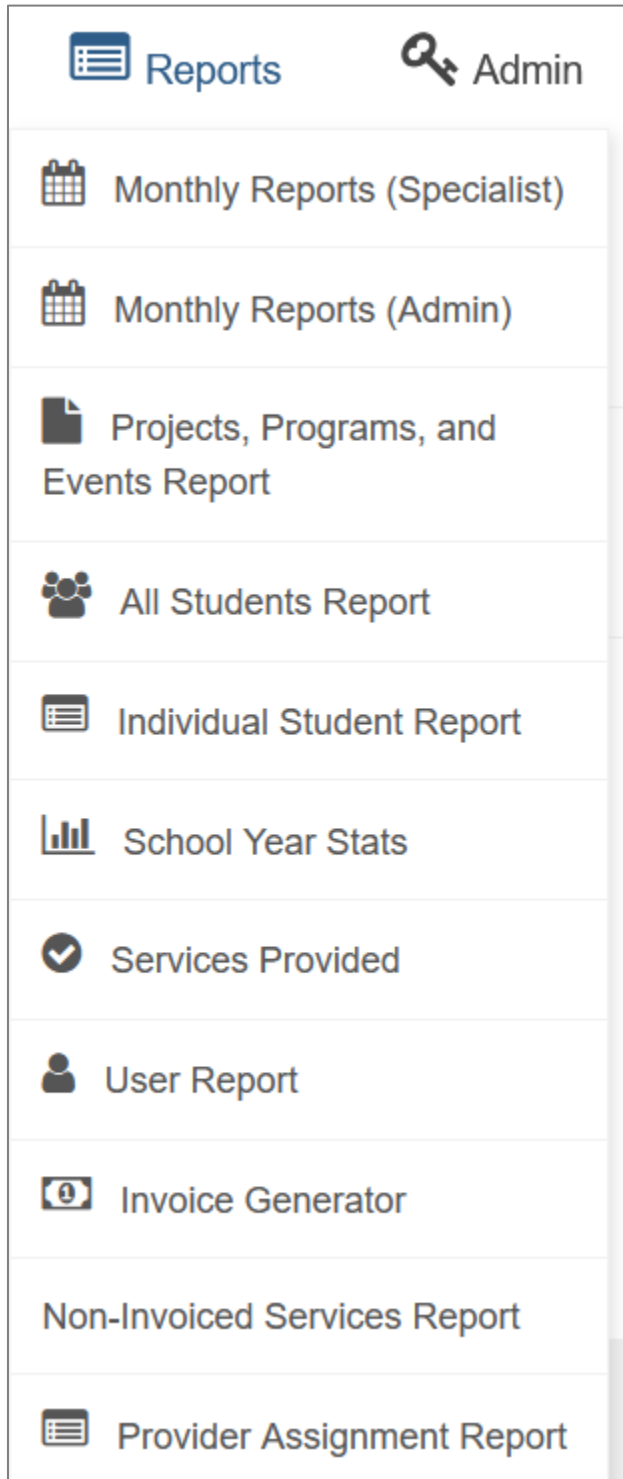 Reports Admin
Monthly Reports (Specialist)
Monthly Reports (Admin)
Projects, Programs, and
Events Report
All Students Report
Individual Student Report
School Year Stats
Services Provided
User Report
Invoice Generator
Non-Invoiced Services Report
Provider Assignment Report